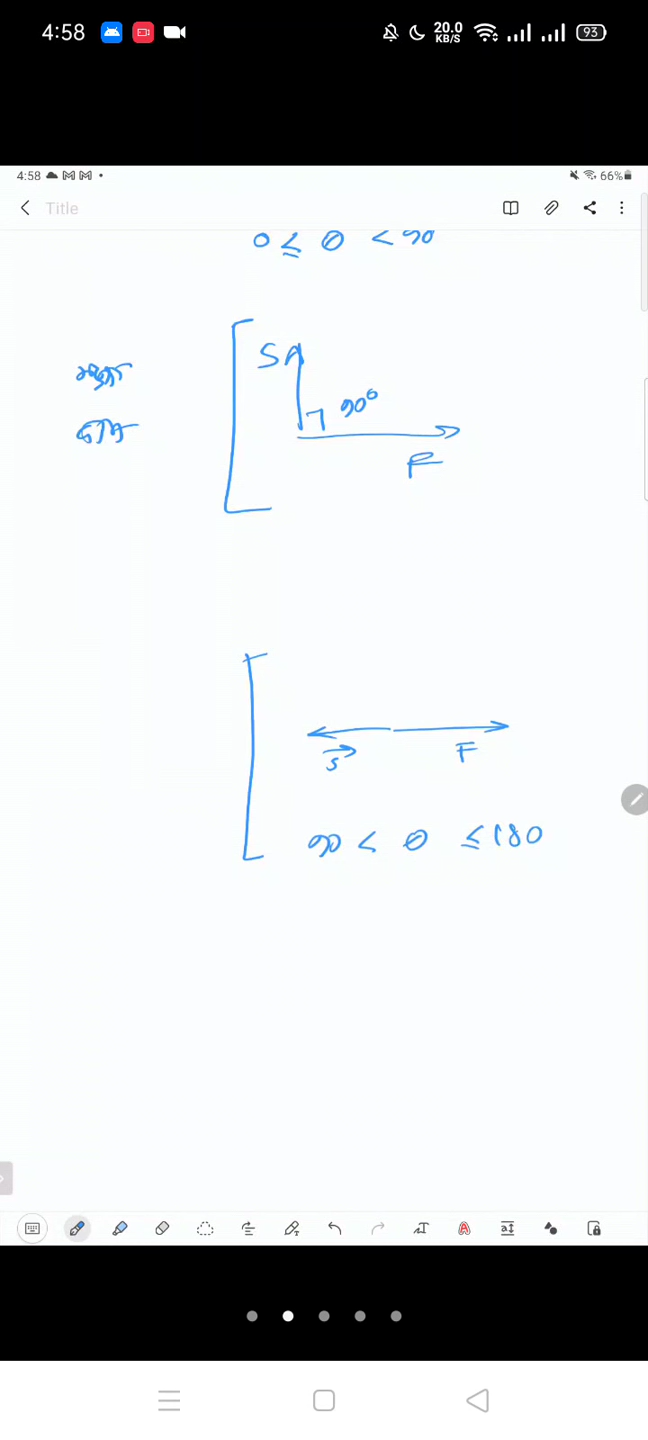 4:58
20.0 KB/S
93
4:58
66%
Title
0 ≤ θ < 90
S
90°
F
S
F
90 < θ ≤ 180